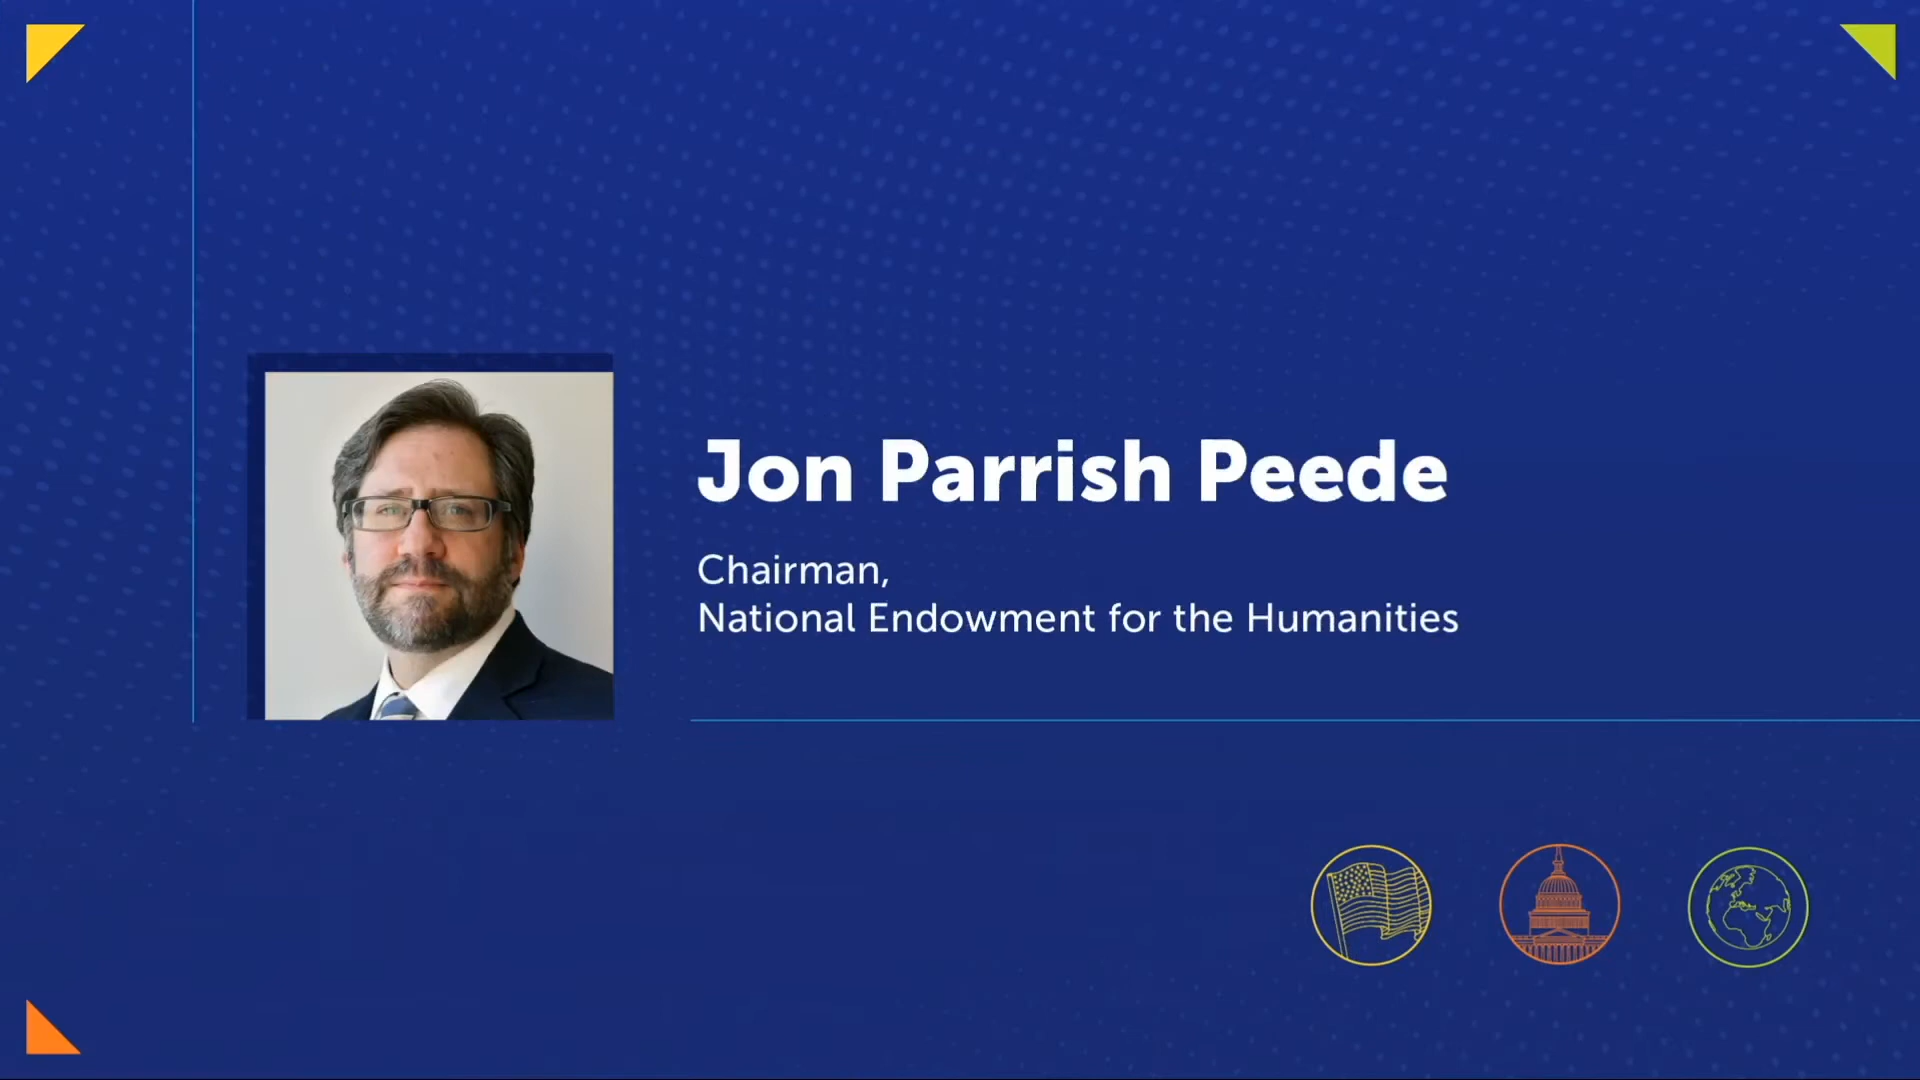 Jon Parrish Peede
Chairman,
National Endowment for the Humanities